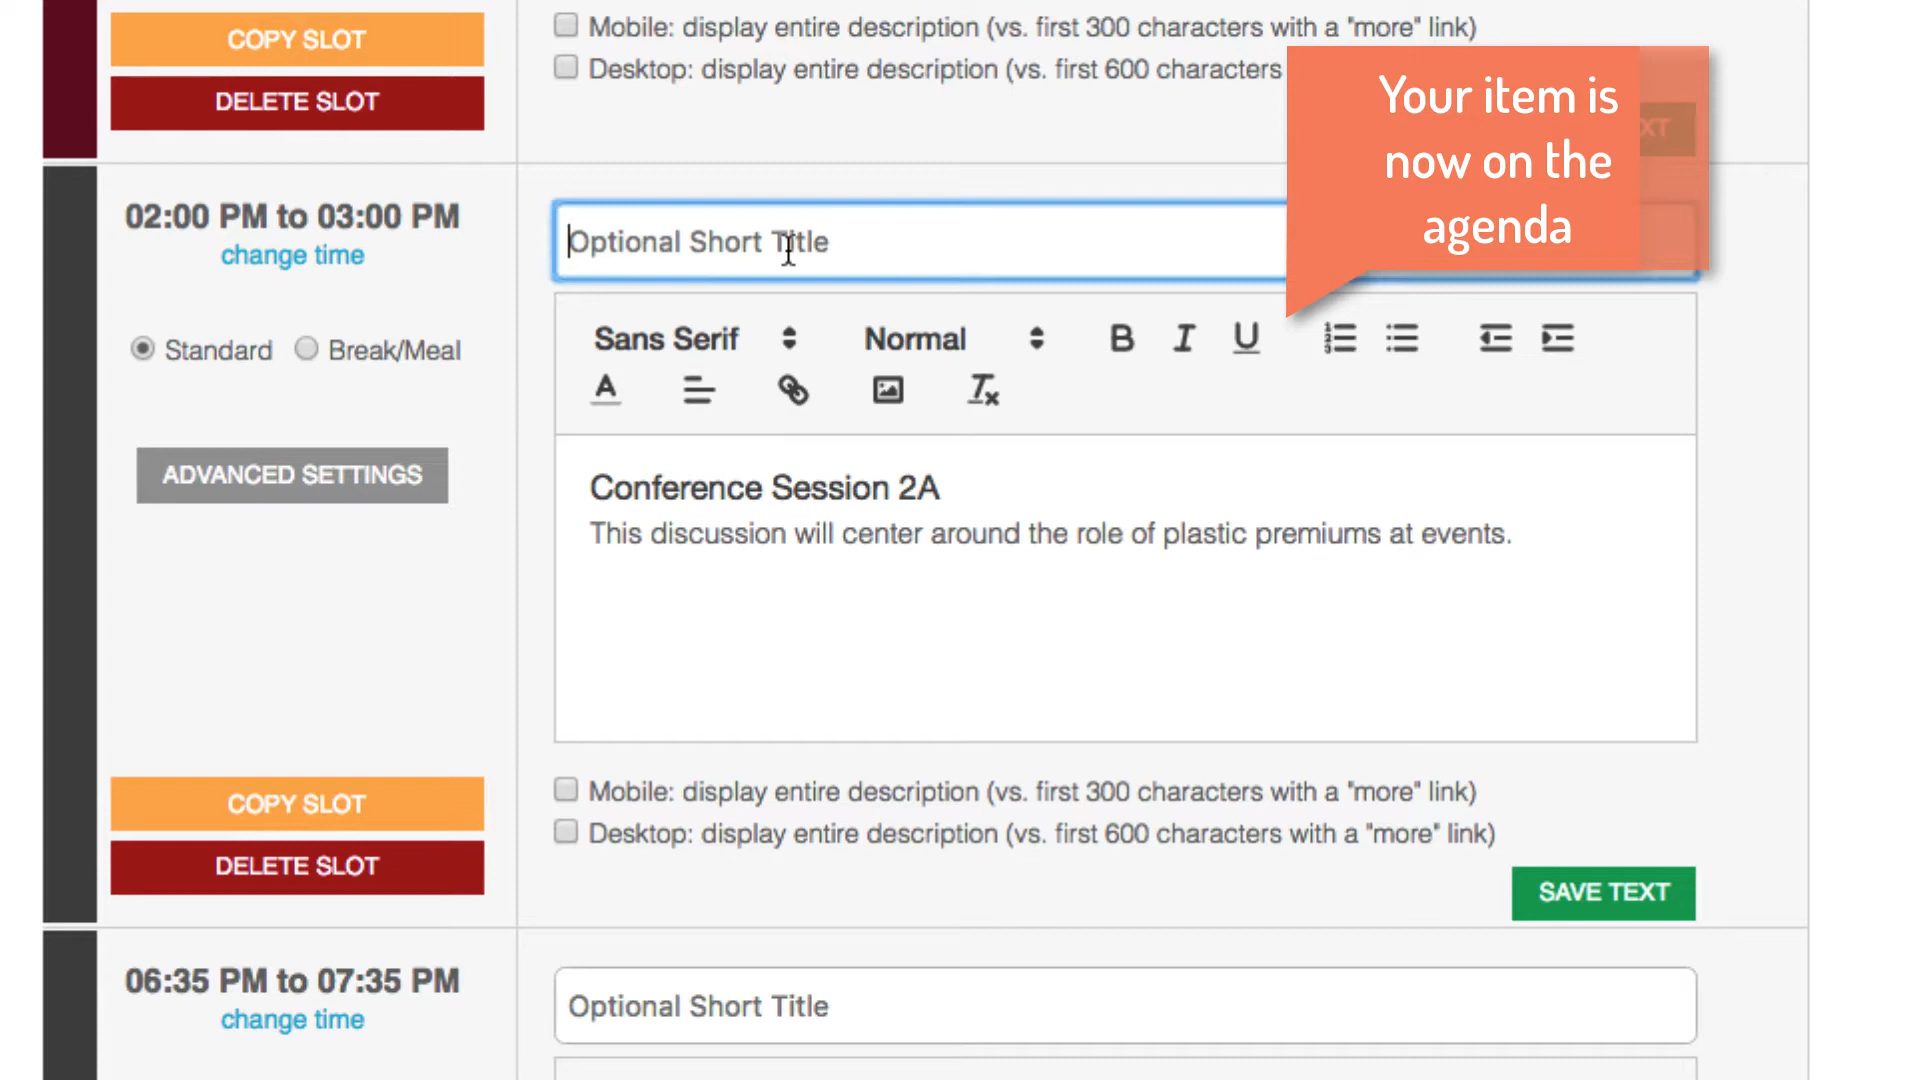 COPY SLOT
DELETE SLOT
Mobile: display entire description (vs. first 300 characters with a "more" link)
Desktop: display entire description (vs. first 600 characters
Your item is
now on the
agenda
XT
02:00 PM to 03:00 PM
change time
Optional Short Title
Standard Break/Meal
ADVANCED SETTINGS
Sans Serif Normal B I U
A
Conference Session 2A
This discussion will center around the role of plastic premiums at events.
COPY SLOT
DELETE SLOT
Mobile: display entire description (vs. first 300 characters with a "more" link)
Desktop: display entire description (vs. first 600 characters with a "more" link)
SAVE TEXT
06:35 PM to 07:35 PM
change time
Optional Short Title